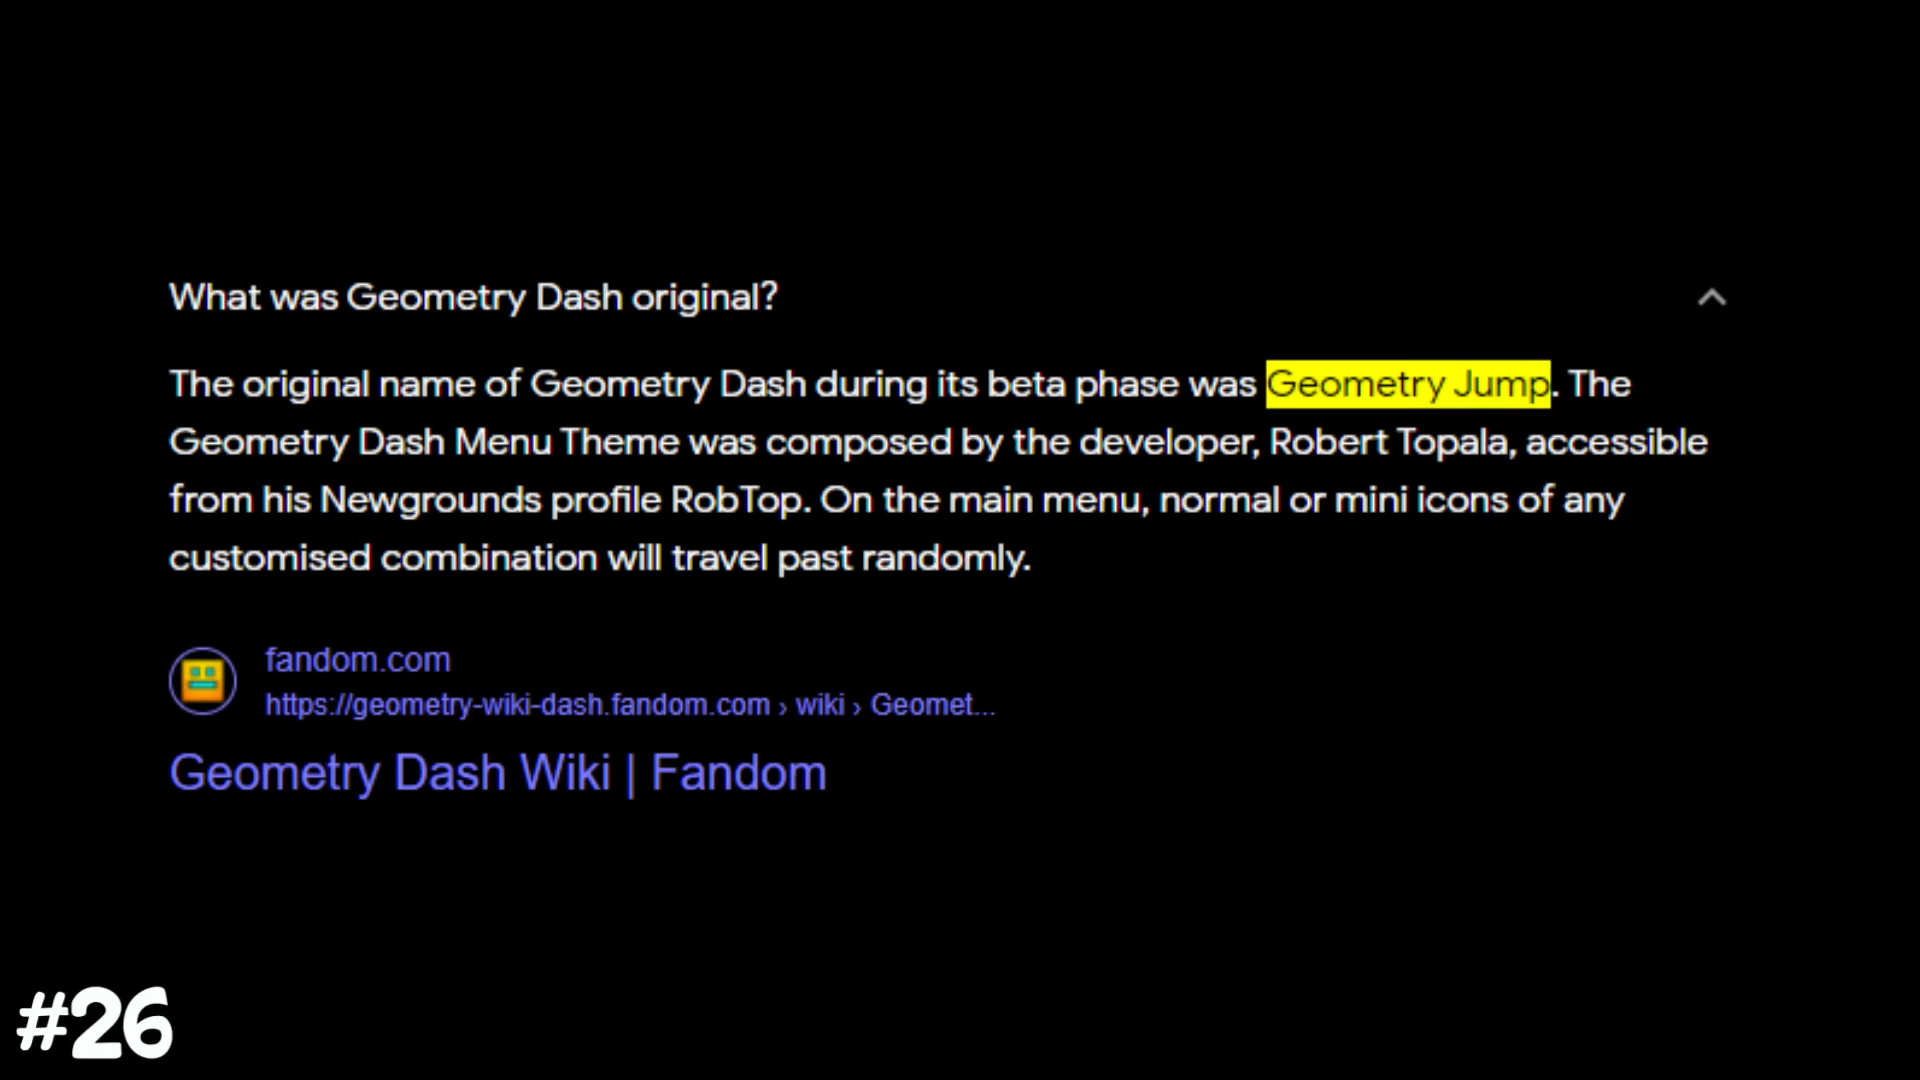 What was Geometry Dash original?
The original name of Geometry Dash during its beta phase was Geometry Jump. The
Geometry Dash Menu Theme was composed by the developer, Robert Topala, accessible
from his Newgrounds profile RobTop. On the main menu, normal or mini icons of any
customised combination will travel past randomly.
fandom.com
https://geometry-wiki-dash.fandom.com › wiki › Geomet...
Geometry Dash Wiki | Fandom
#26